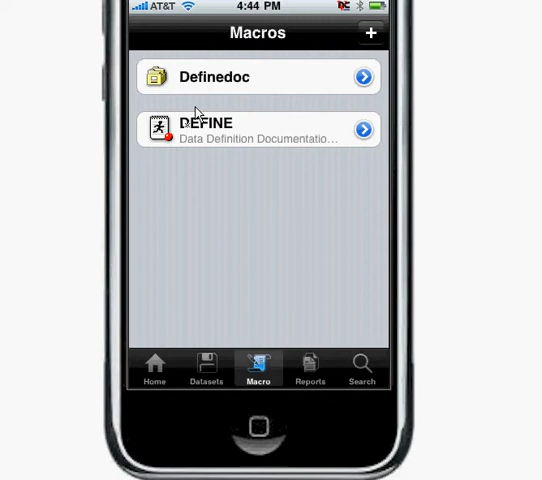 AT&T 4:44 PM
Macros
+
Definedoc
DEFINE
Data Definition Documentatio...
Home Datasets Macro Reports Search